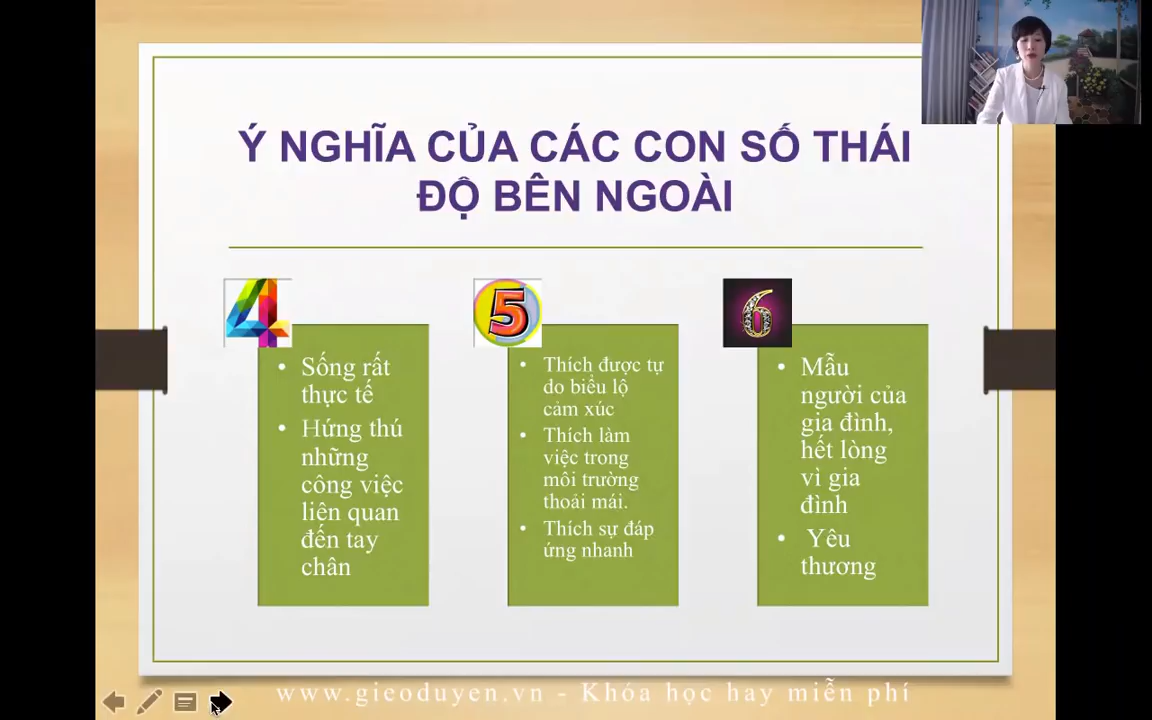 Ý NGHĨA CỦA CÁC CON SỐ THÁI
ĐỘ BÊN NGOÀI
4
• Sống rất
thực tế
• Hứng thú
những
công việc
liên quan
đến tay
chân
5
• Thích được tự
do biểu lộ
cảm xúc
• Thích làm
việc trong
môi trường
thoải mái.
• Thích sự đáp
ứng nhanh
6
• Mẫu
người của
gia đình,
hết lòng
vì gia
đình
• Yêu
thương
www.gieoduyen.vn - Khóa học hay miễn phí